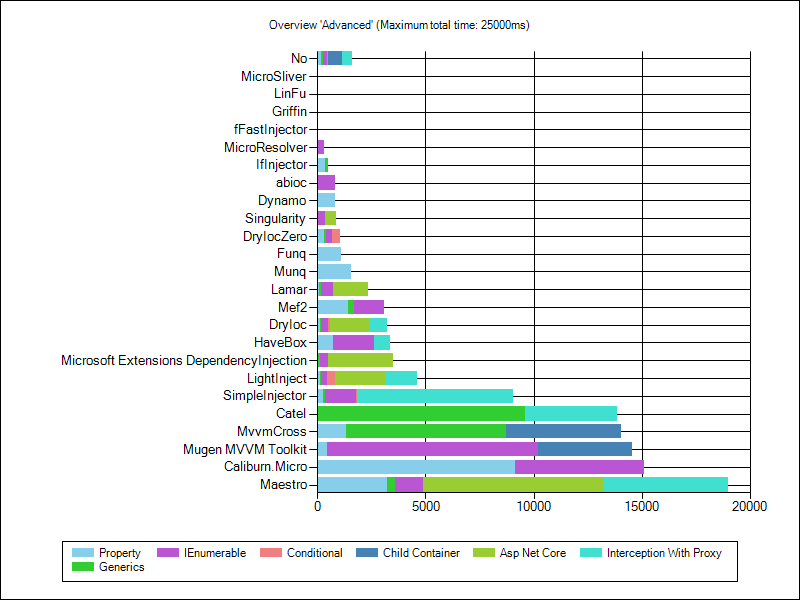 Overview 'Advanced' (Maximum total time: 25000ms)
No
MicroSliver
LinFu
Griffin
fFastInjector
MicroResolver
IfInjector
abioc
Dynamo
Singularity
DryIocZero
Funq
Munq
Lamar
Mef2
DryIoc
HaveBox
Microsoft Extensions DependencyInjection
LightInject
SimpleInjector
Catel
MvvmCross
Mugen MVVM Toolkit
Caliburn.Micro
Maestro
0 5000 10000 15000 20000
Property IEnumerable Conditional Child Container Asp Net Core Interception With Proxy
Generics